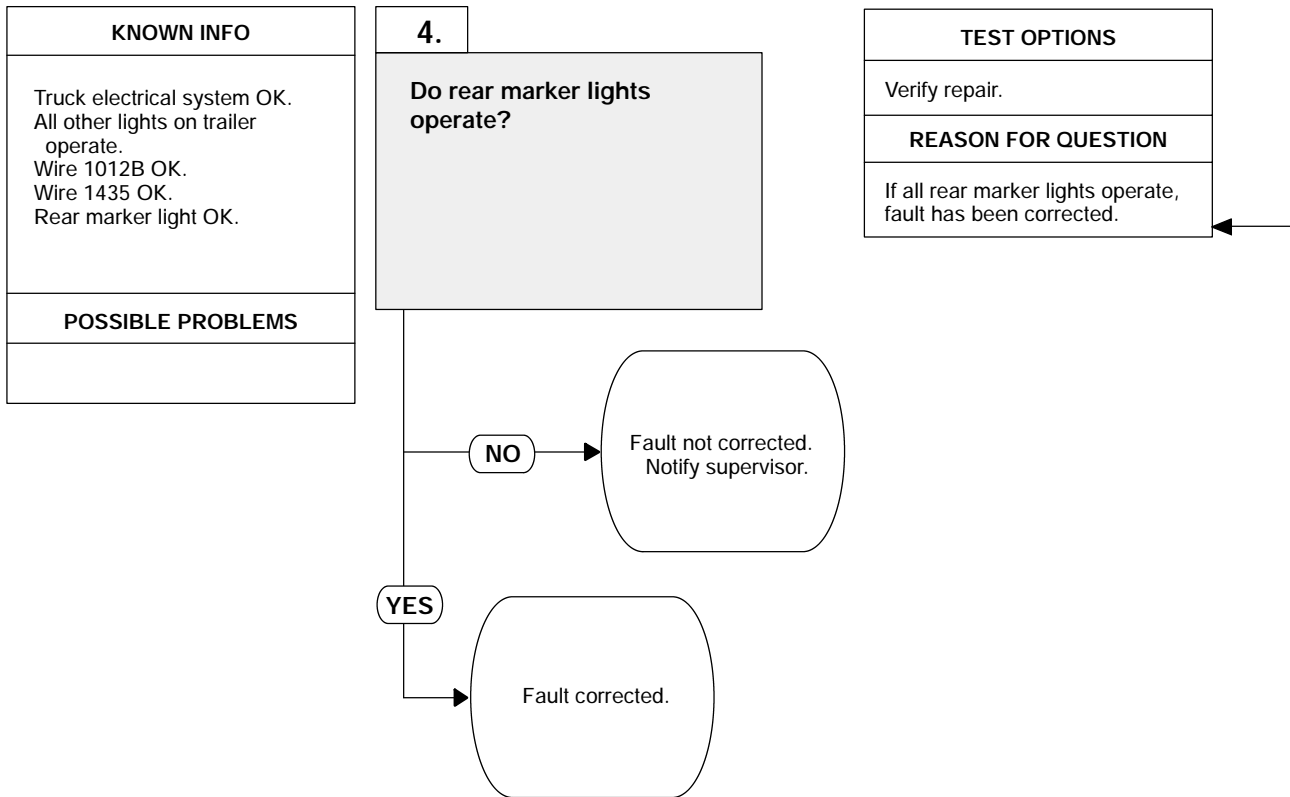 KNOWN INFO
Truck electrical system OK.
All other lights on trailer
operate.
Wire 1012B OK.
Wire 1435 OK.
Rear marker light OK.
POSSIBLE PROBLEMS
4.
Do rear marker lights
operate?
TEST OPTIONS
Verify repair.
REASON FOR QUESTION
If all rear marker lights operate,
fault has been corrected.
NO
Fault not corrected.
Notify supervisor.
YES
Fault corrected.